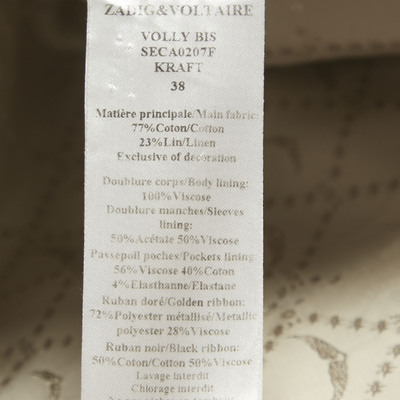 ZADIG&VOLTAIRE
VOLLY BIS
SECA0207F
KRAFT
38
Matière principale/Main fabric:
77%Coton/Cotton
23%Lin/Linen
Exclusive of decoration
Doublure corps/Body lining:
100%Viscose
Doublure manches/Sleeves
lining:
50%Acétate 50%Viscose
Passepoil poches/Pockets lining:
56%Viscose 40%Coton
4%Elasthanne/Elastane
Ruban doré/Golden ribbon:
72%Polyester métallisé/Metallic
polyester 28%Viscose
Ruban noir/Black ribbon:
50%Coton/Cotton 50%Viscose
Lavage interdit
Chlorage interdit